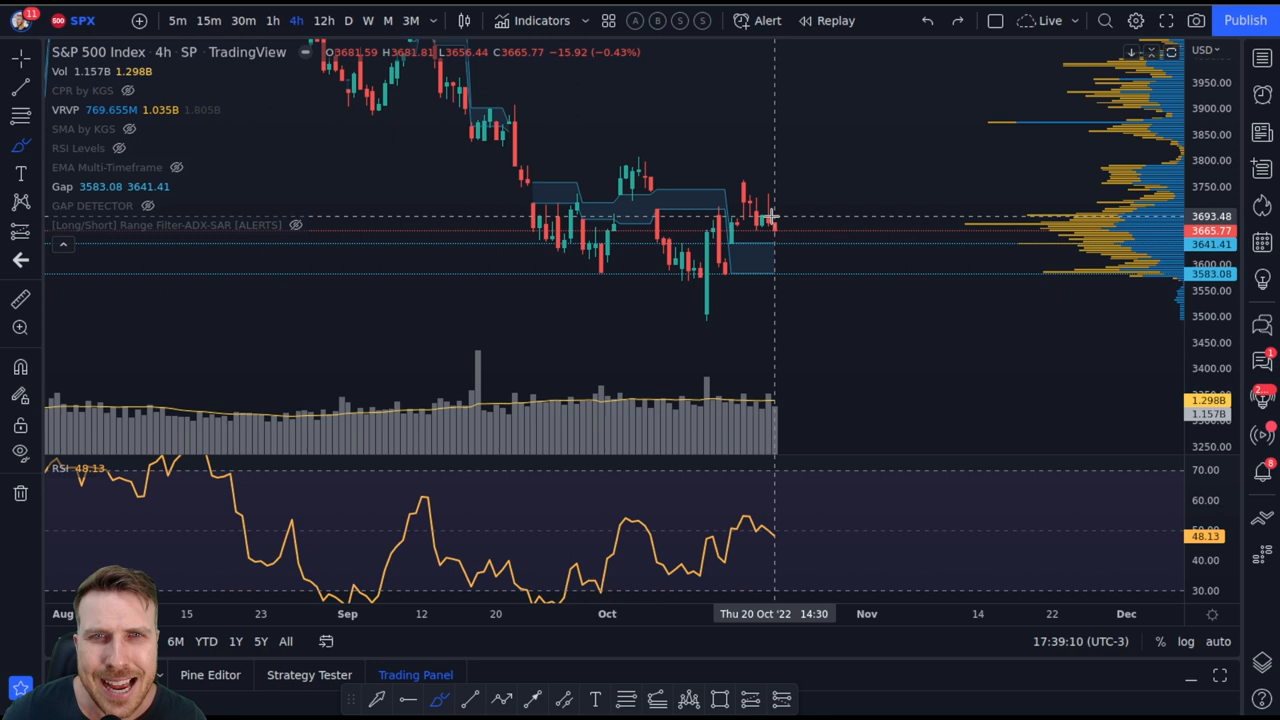 11 500 SPX 5m 15m 30m 1h 4h 12h D W M 3M Indicators A B S S Alert Replay Live Publish
S&P 500 Index · 4h · SP · TradingView O3681.59 H3681.81 L3656.44 C3665.77 −15.92 (−0.43%) USD
Vol 1.157B 1.298B
CPR by KGS
VRVP 769.655M 1.035B 1.805B
SMA by KGS
RSI Levels
EMA Multi-Timeframe
Gap 3583.08 3641.41
GAP DETECTOR
[Long/Short] Range Filter-ADX-SAR [ALERTS]
3950.00
3900.00
3850.00
3800.00
3750.00
3693.48
3665.77
3641.41
3600.00
3583.08
3550.00
3500.00
3450.00
3400.00
1.298B
1.157B
3250.00
RSI 48.13
70.00
60.00
48.13
40.00
30.00
Aug 15 23 Sep 12 20 Oct Thu 20 Oct '22 14:30 Nov 14 22 Dec
6M YTD 1Y 5Y All 17:39:10 (UTC-3) % log auto
Pine Editor Strategy Tester Trading Panel
1
2...
8